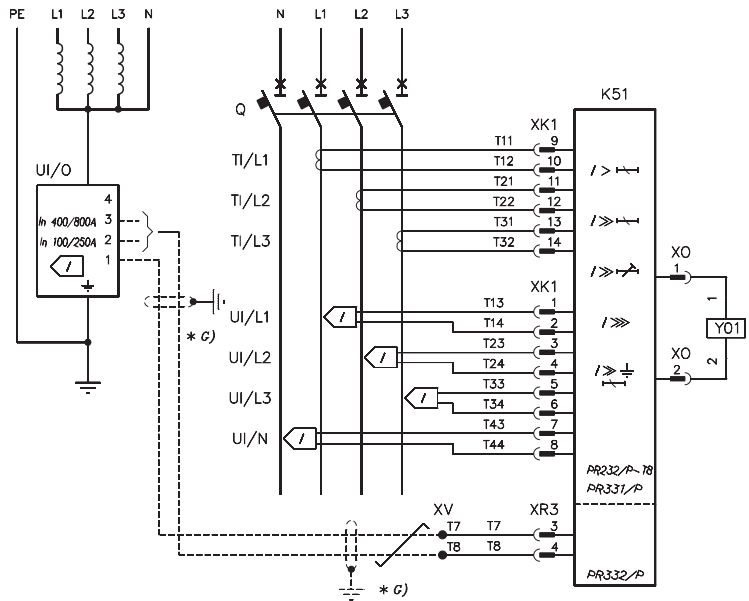 PE L1 L2 L3 N
N L1 L2 L3
Q
K51
XK1
UI/O
4
In 400/800A 3
In 100/250A 2
1
I
TI/L1
T11 9
T12 10
TI/L2
T21 11
T22 12
TI/L3
T31 13
T32 14
I>
I≫
I≫
I⋙
I≫
XK1
UI/L1
I
T13 1
T14 2
UI/L2
I
T23 3
T24 4
UI/L3
I
T33 5
T34 6
UI/N
I
T43 7
T44 8
* G)
XO
1
1
YO1
XO
2
2
PR232/P-T8
PR331/P
XV
XR3
T7 T7 3
T8 T8 4
* G)
PR332/P